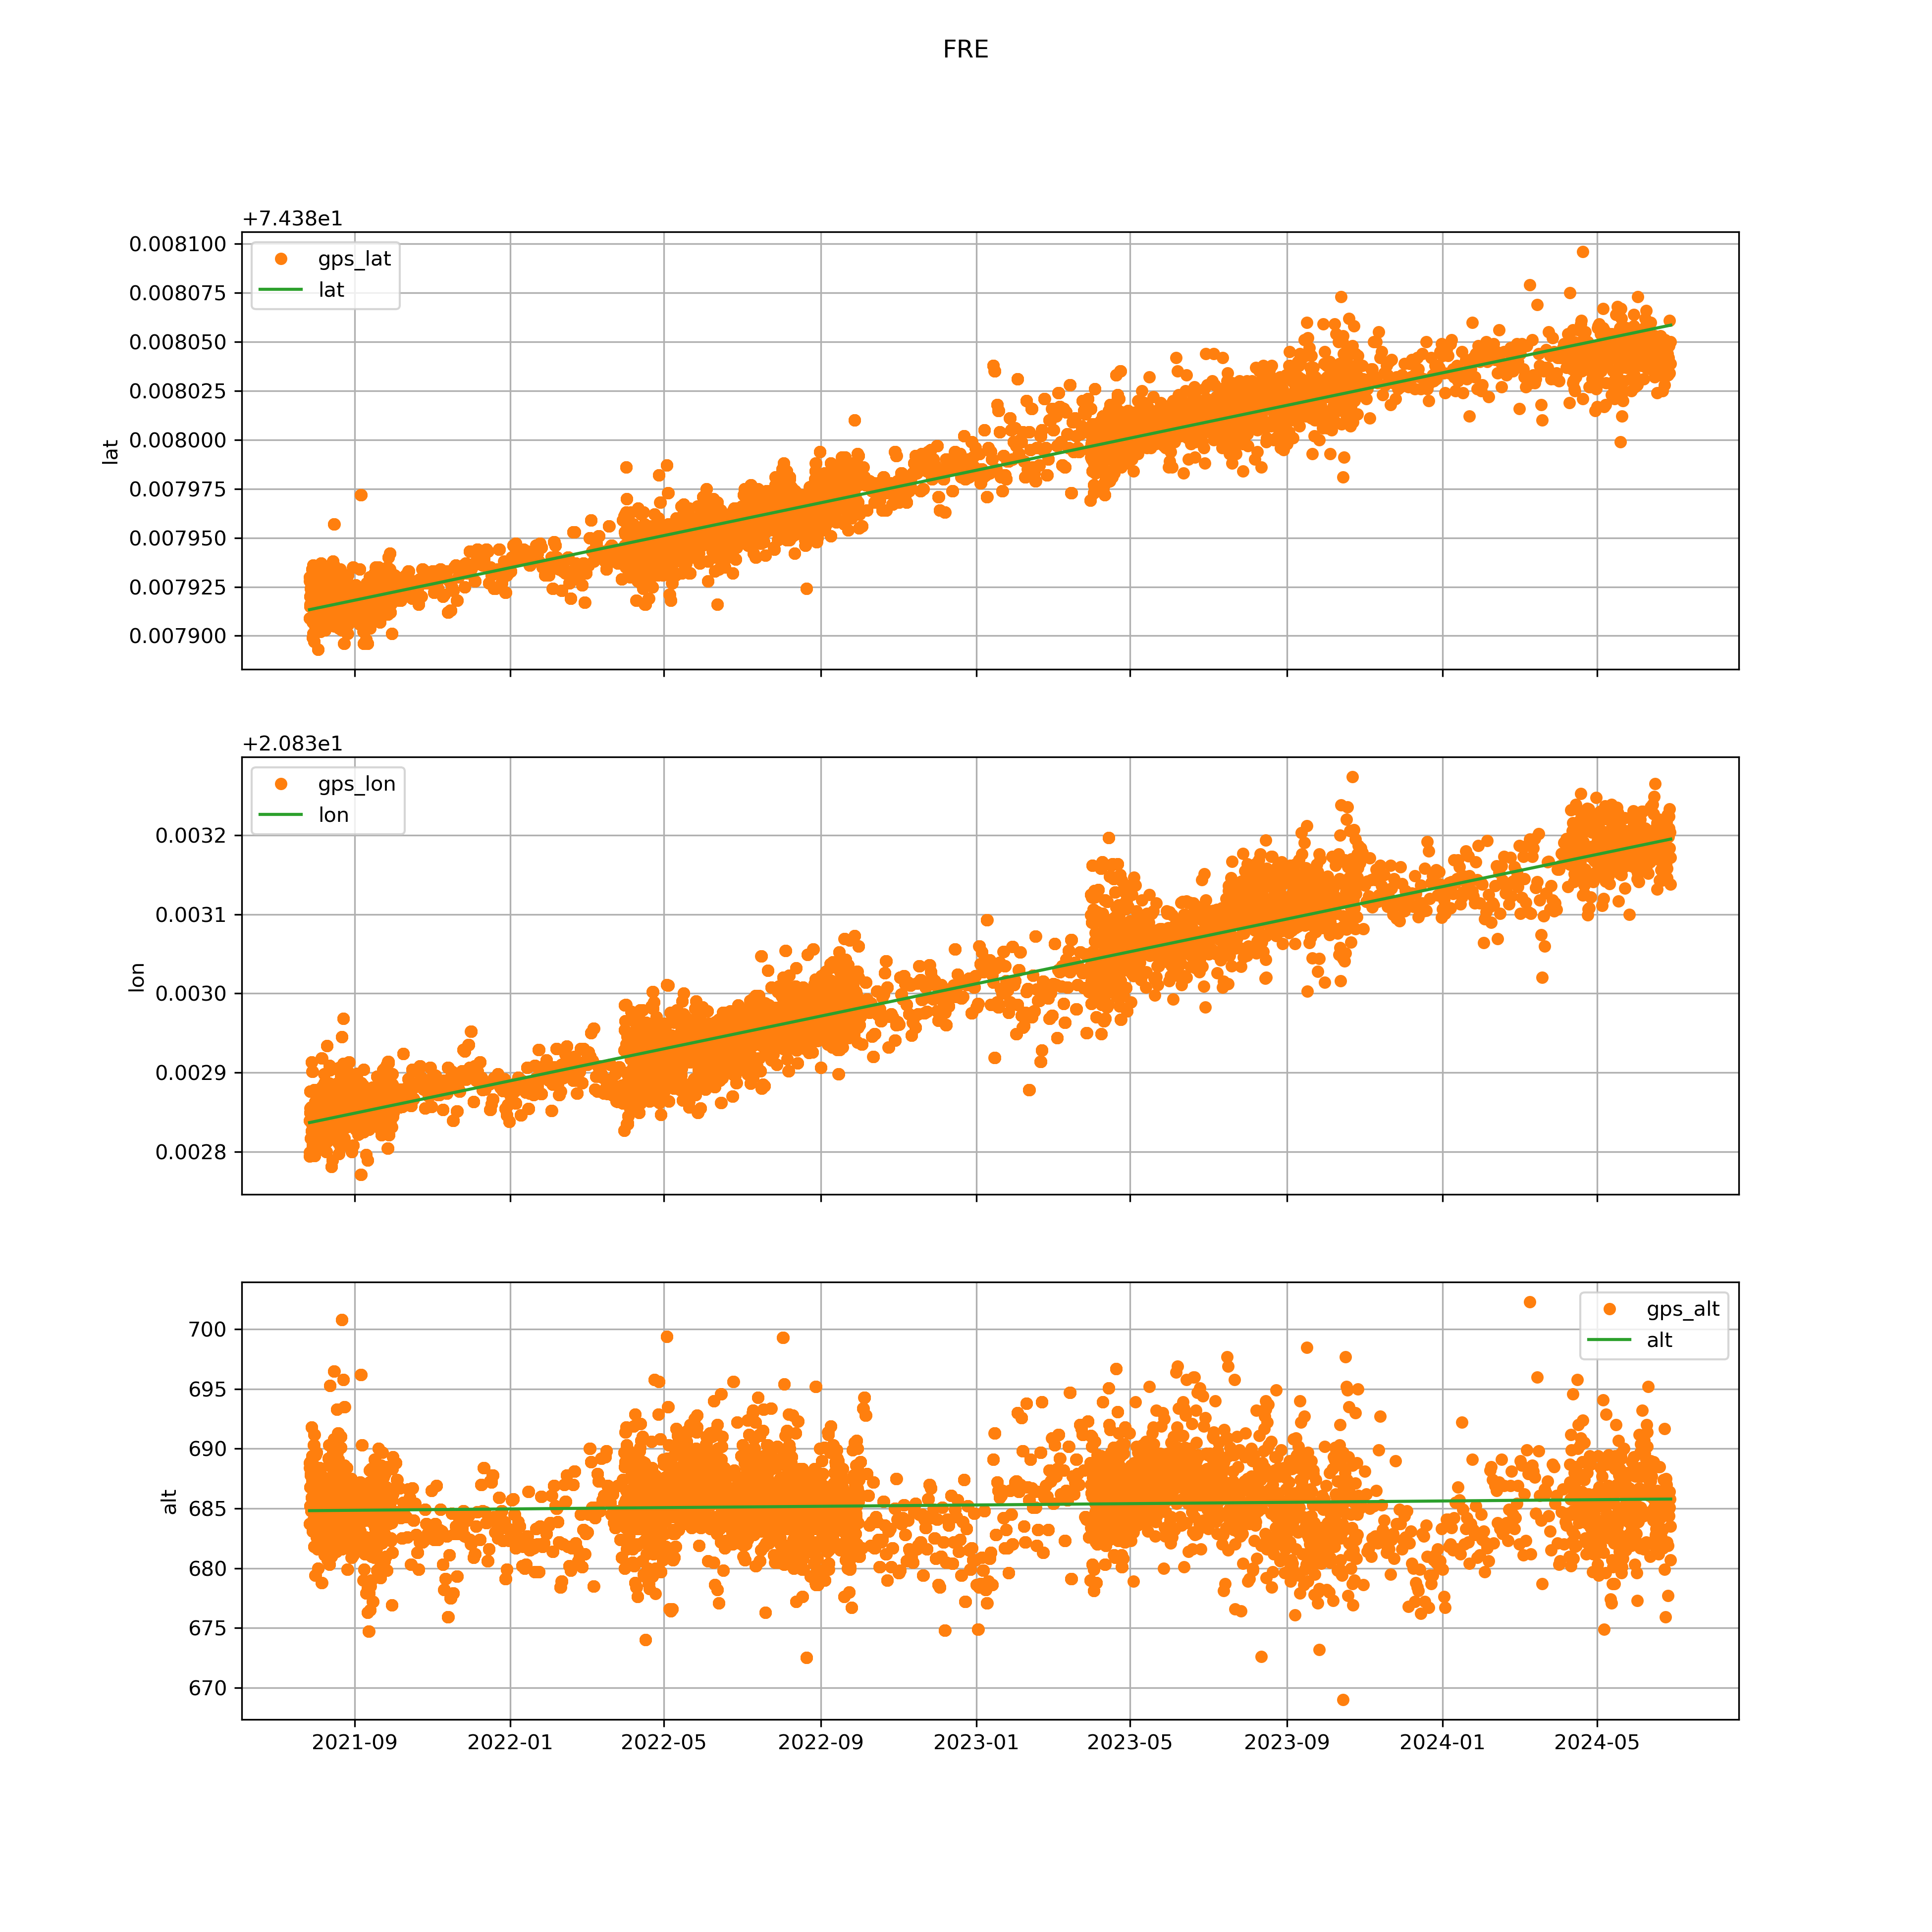 FRE
+7.438e1
0.008100
0.008075
0.008050
0.008025
0.008000
0.007975
0.007950
0.007925
0.007900
lat
gps_lat
lat
+2.083e1
0.0032
0.0031
0.0030
0.0029
0.0028
lon
gps_lon
lon
700
695
690
685
680
675
670
alt
gps_alt
alt
2021-09 2022-01 2022-05 2022-09 2023-01 2023-05 2023-09 2024-01 2024-05